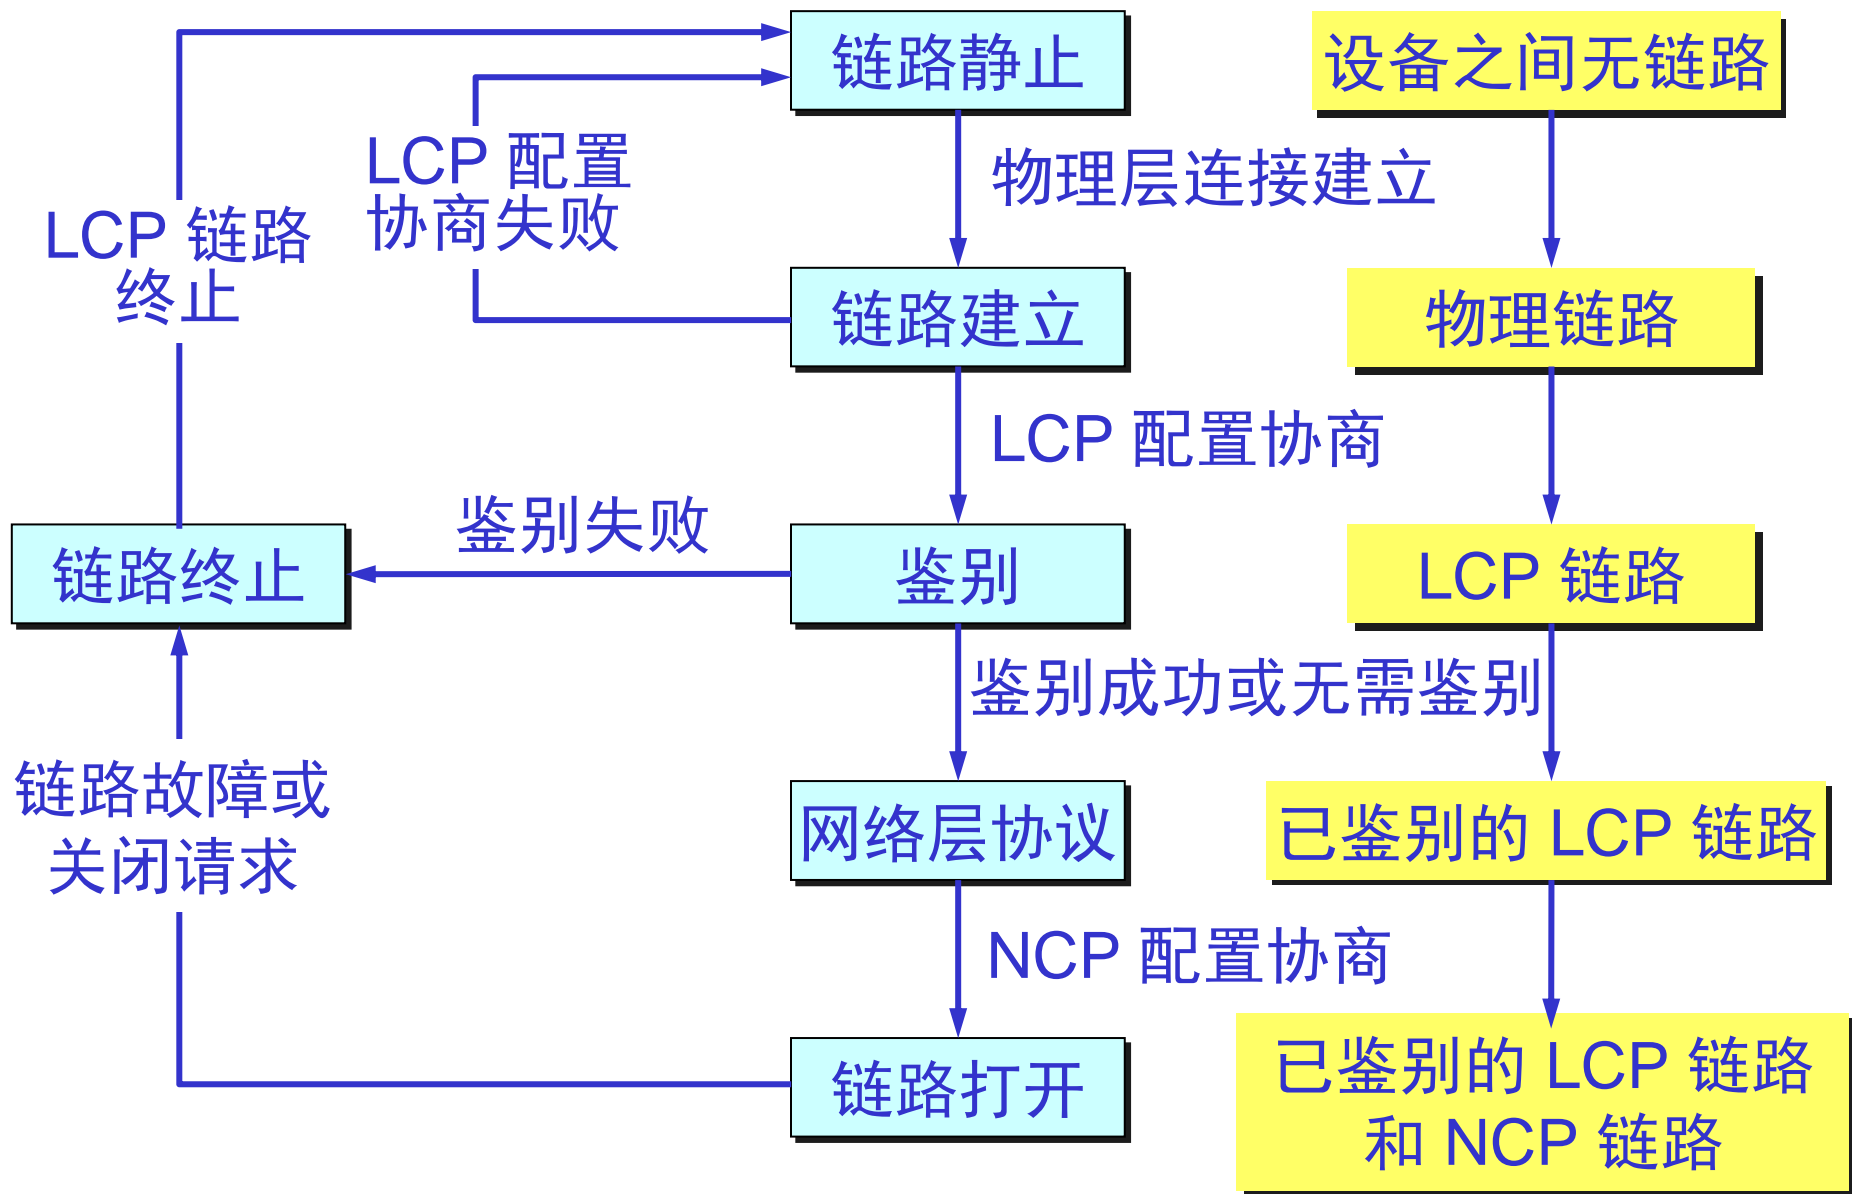 链路静止
设备之间无链路
LCP 配置
协商失败
物理层连接建立
LCP 链路
终止
链路建立
物理链路
LCP 配置协商
鉴别失败
链路终止
鉴别
LCP 链路
鉴别成功或无需鉴别
链路故障或
关闭请求
网络层协议
已鉴别的 LCP 链路
NCP 配置协商
链路打开
已鉴别的 LCP 链路
和 NCP 链路